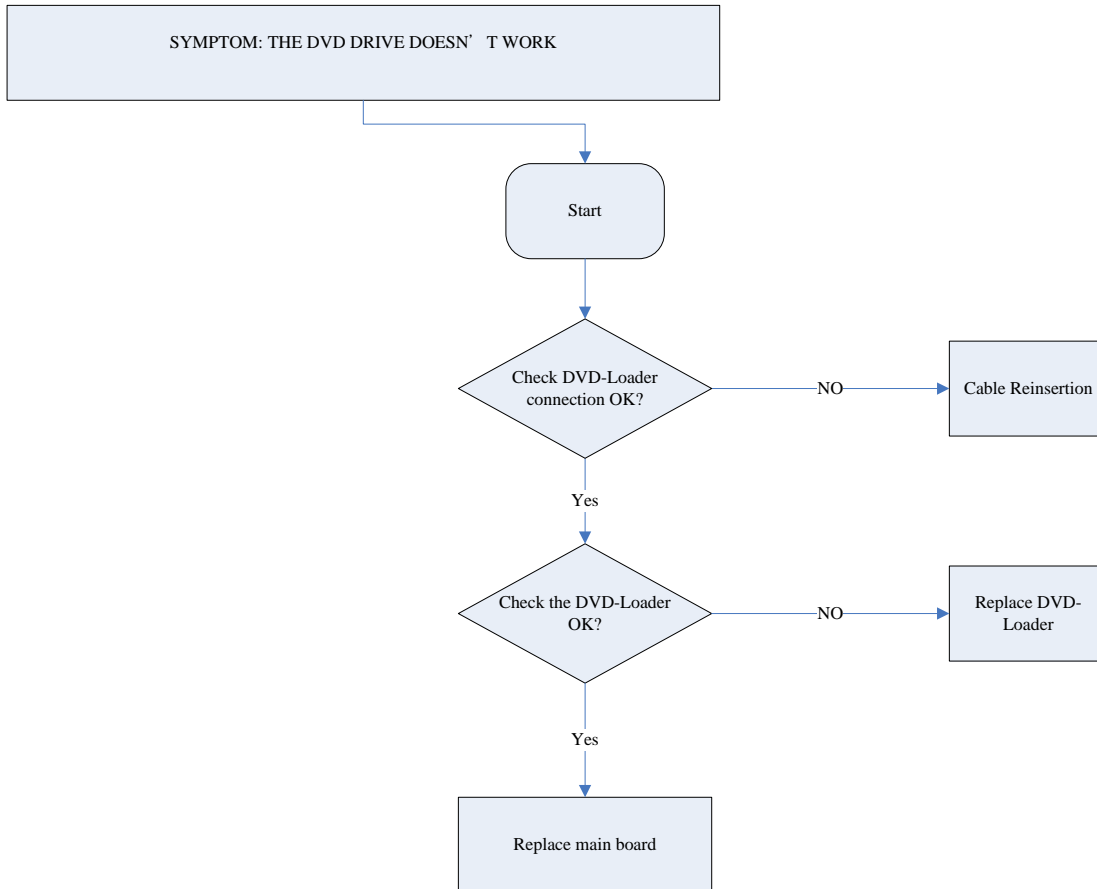 SYMPTOM: THE DVD DRIVE DOESN’ T WORK
Start
Check DVD-Loader
connection OK?
NO
Cable Reinsertion
Yes
Check the DVD-Loader
OK?
NO
Replace DVD-
Loader
Yes
Replace main board